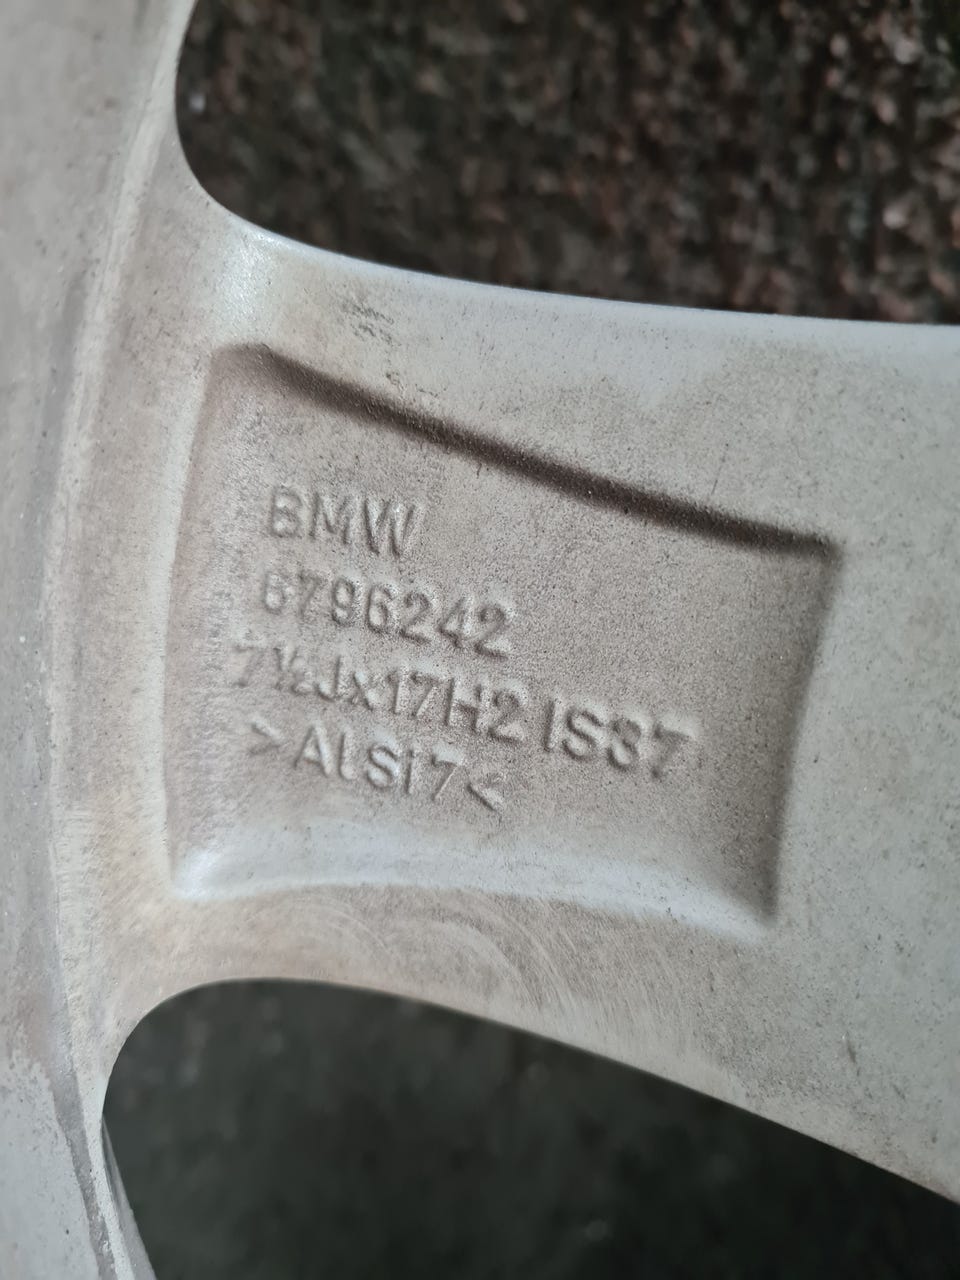 BMW
6796242
7½Jx17H2 IS37
>AlSi7<